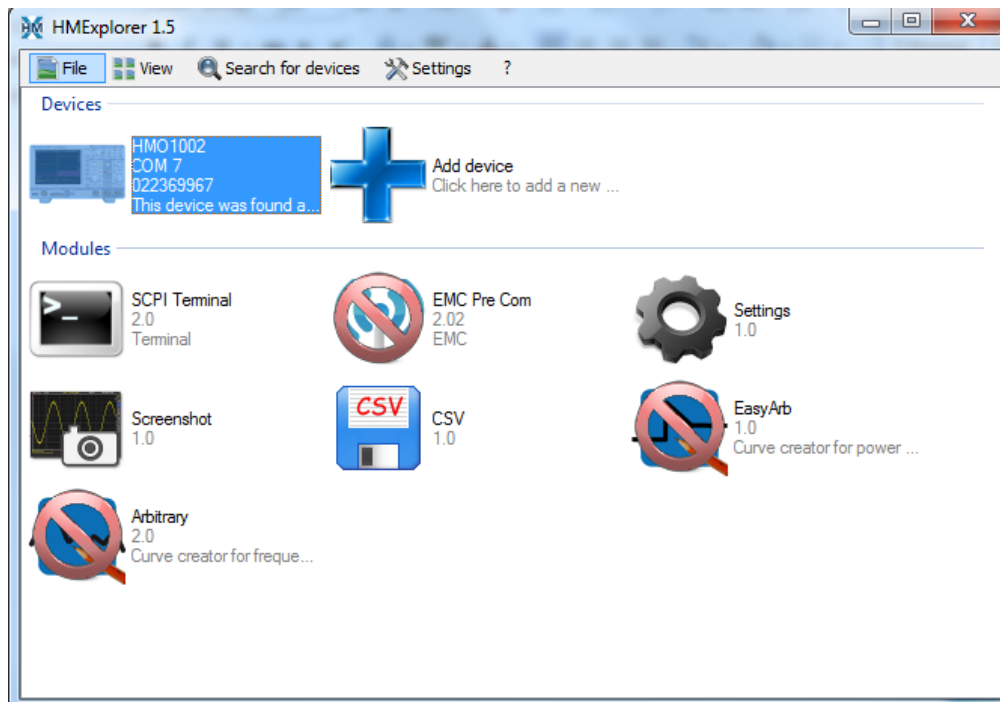 HM HMExplorer 1.5
File View Search for devices Settings ?
Devices
HMO1002
COM 7
022369967
This device was found a...
Add device
Click here to add a new ...
Modules
SCPI Terminal
2.0
Terminal
EMC Pre Com
2.02
EMC
Settings
1.0
Screenshot
1.0
CSV
CSV
1.0
EasyArb
1.0
Curve creator for power ...
Arbitrary
2.0
Curve creator for freque...